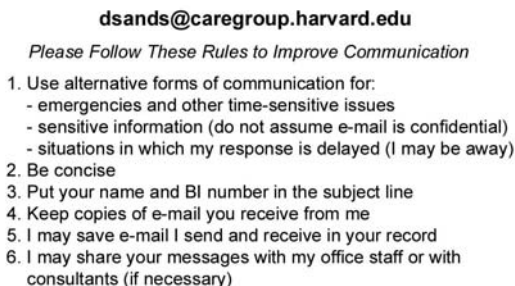 dsands@caregroup.harvard.edu
Please Follow These Rules to Improve Communication
1. Use alternative forms of communication for:
- emergencies and other time-sensitive issues
- sensitive information (do not assume e-mail is confidential)
- situations in which my response is delayed (I may be away)
2. Be concise
3. Put your name and BI number in the subject line
4. Keep copies of e-mail you receive from me
5. I may save e-mail I send and receive in your record
6. I may share your messages with my office staff or with
consultants (if necessary)